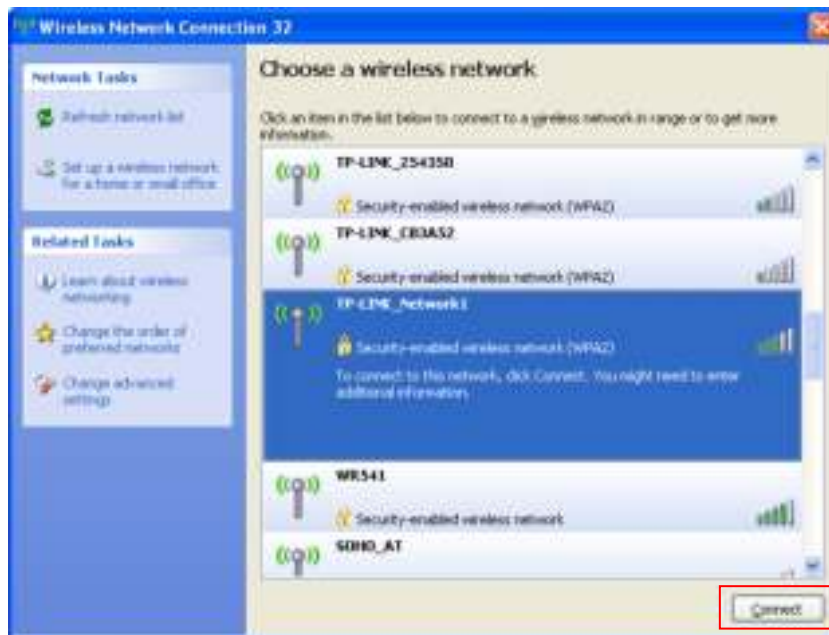 Wireless Network Connection 32
Network Tasks
Refresh network list
Set up a wireless network
for a home or small office
Related Tasks
Learn about wireless
networking
Change the order of
preferred networks
Change advanced
settings
Choose a wireless network
Click an item in the list below to connect to a wireless network in range or to get more
information.
TP-LINK_254358
Security-enabled wireless network (WPA2)
TP-LINK_CB3A52
Security-enabled wireless network (WPA2)
TP-LINK_Network1
Security-enabled wireless network (WPA2)
To connect to this network, click Connect. You might need to enter
additional information.
WR541
Security-enabled wireless network
SOHO_AT
Connect